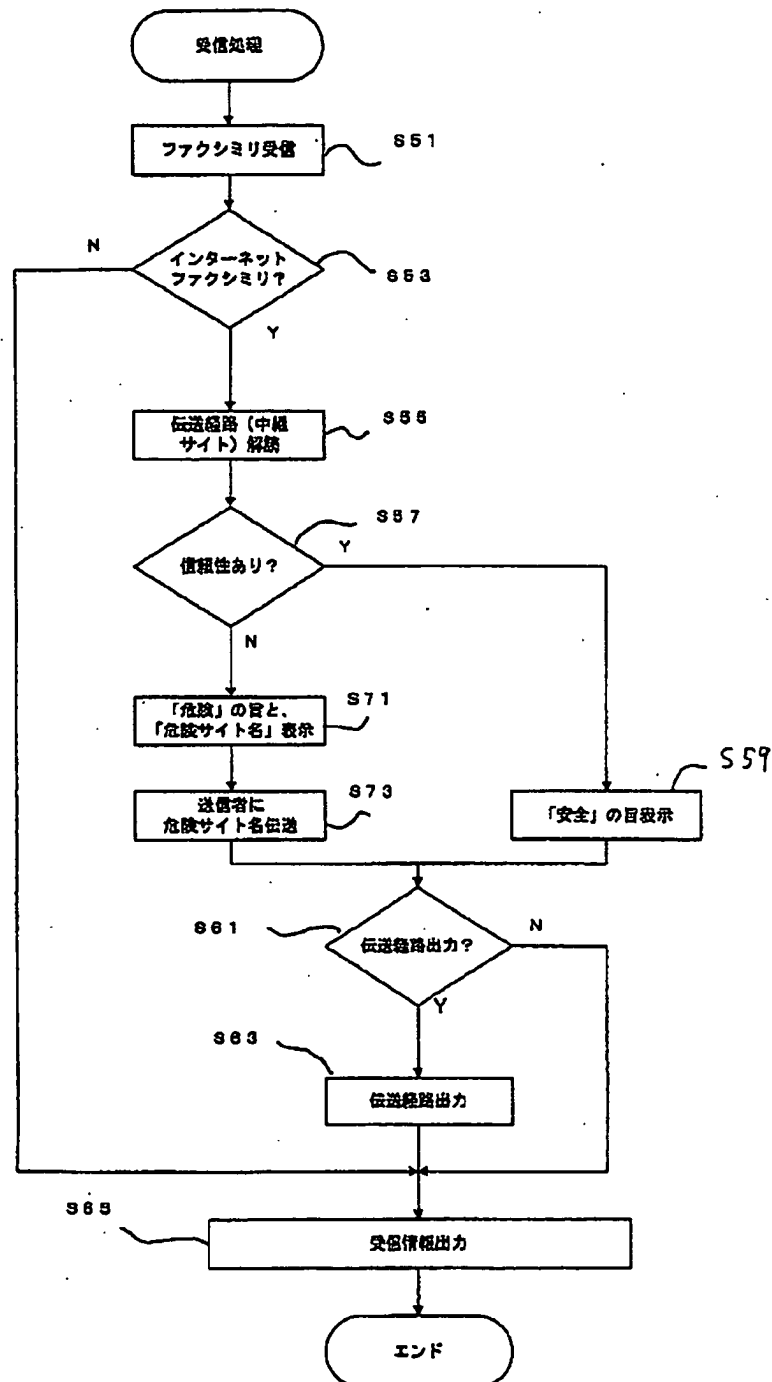 受信処理
ファクシミリ受信
S51
N
インターネット
ファクシミリ?
S53
Y
伝送経路(中継
サイト)解読
S55
S57
信頼性あり?
Y
N
「危険」の旨と、
「危険サイト名」表示
S71
S59
送信者に
危険サイト名伝送
S73
「安全」の旨表示
S61
伝送経路出力?
N
Y
S63
伝送経路出力
S65
受信情報出力
エンド